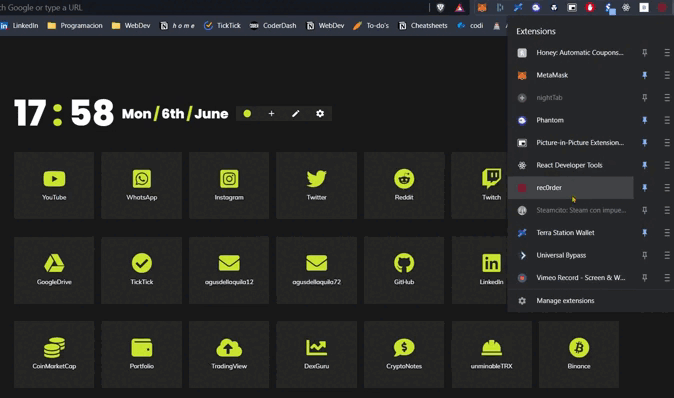 ch Google or type a URL
LinkedIn Programacion WebDev home TickTick CoderDash WebDev To-do's Cheatsheets codi
Extensions
Honey: Automatic Coupons...
MetaMask
nightTab
Phantom
Picture-in-Picture Extension...
React Developer Tools
rec0rder
Steamcito: Steam con impue...
Terra Station Wallet
Universal Bypass
Vimeo Record - Screen & W...
Manage extensions
17:58 Mon/6th/June
YouTube WhatsApp Instagram Twitter Reddit Twitch
GoogleDrive TickTick agusdellaquila12 agusdellaquila72 GitHub LinkedIn
CoinMarketCap Portfolio TradingView DexGuru CryptoNotes unminableTRX Binance